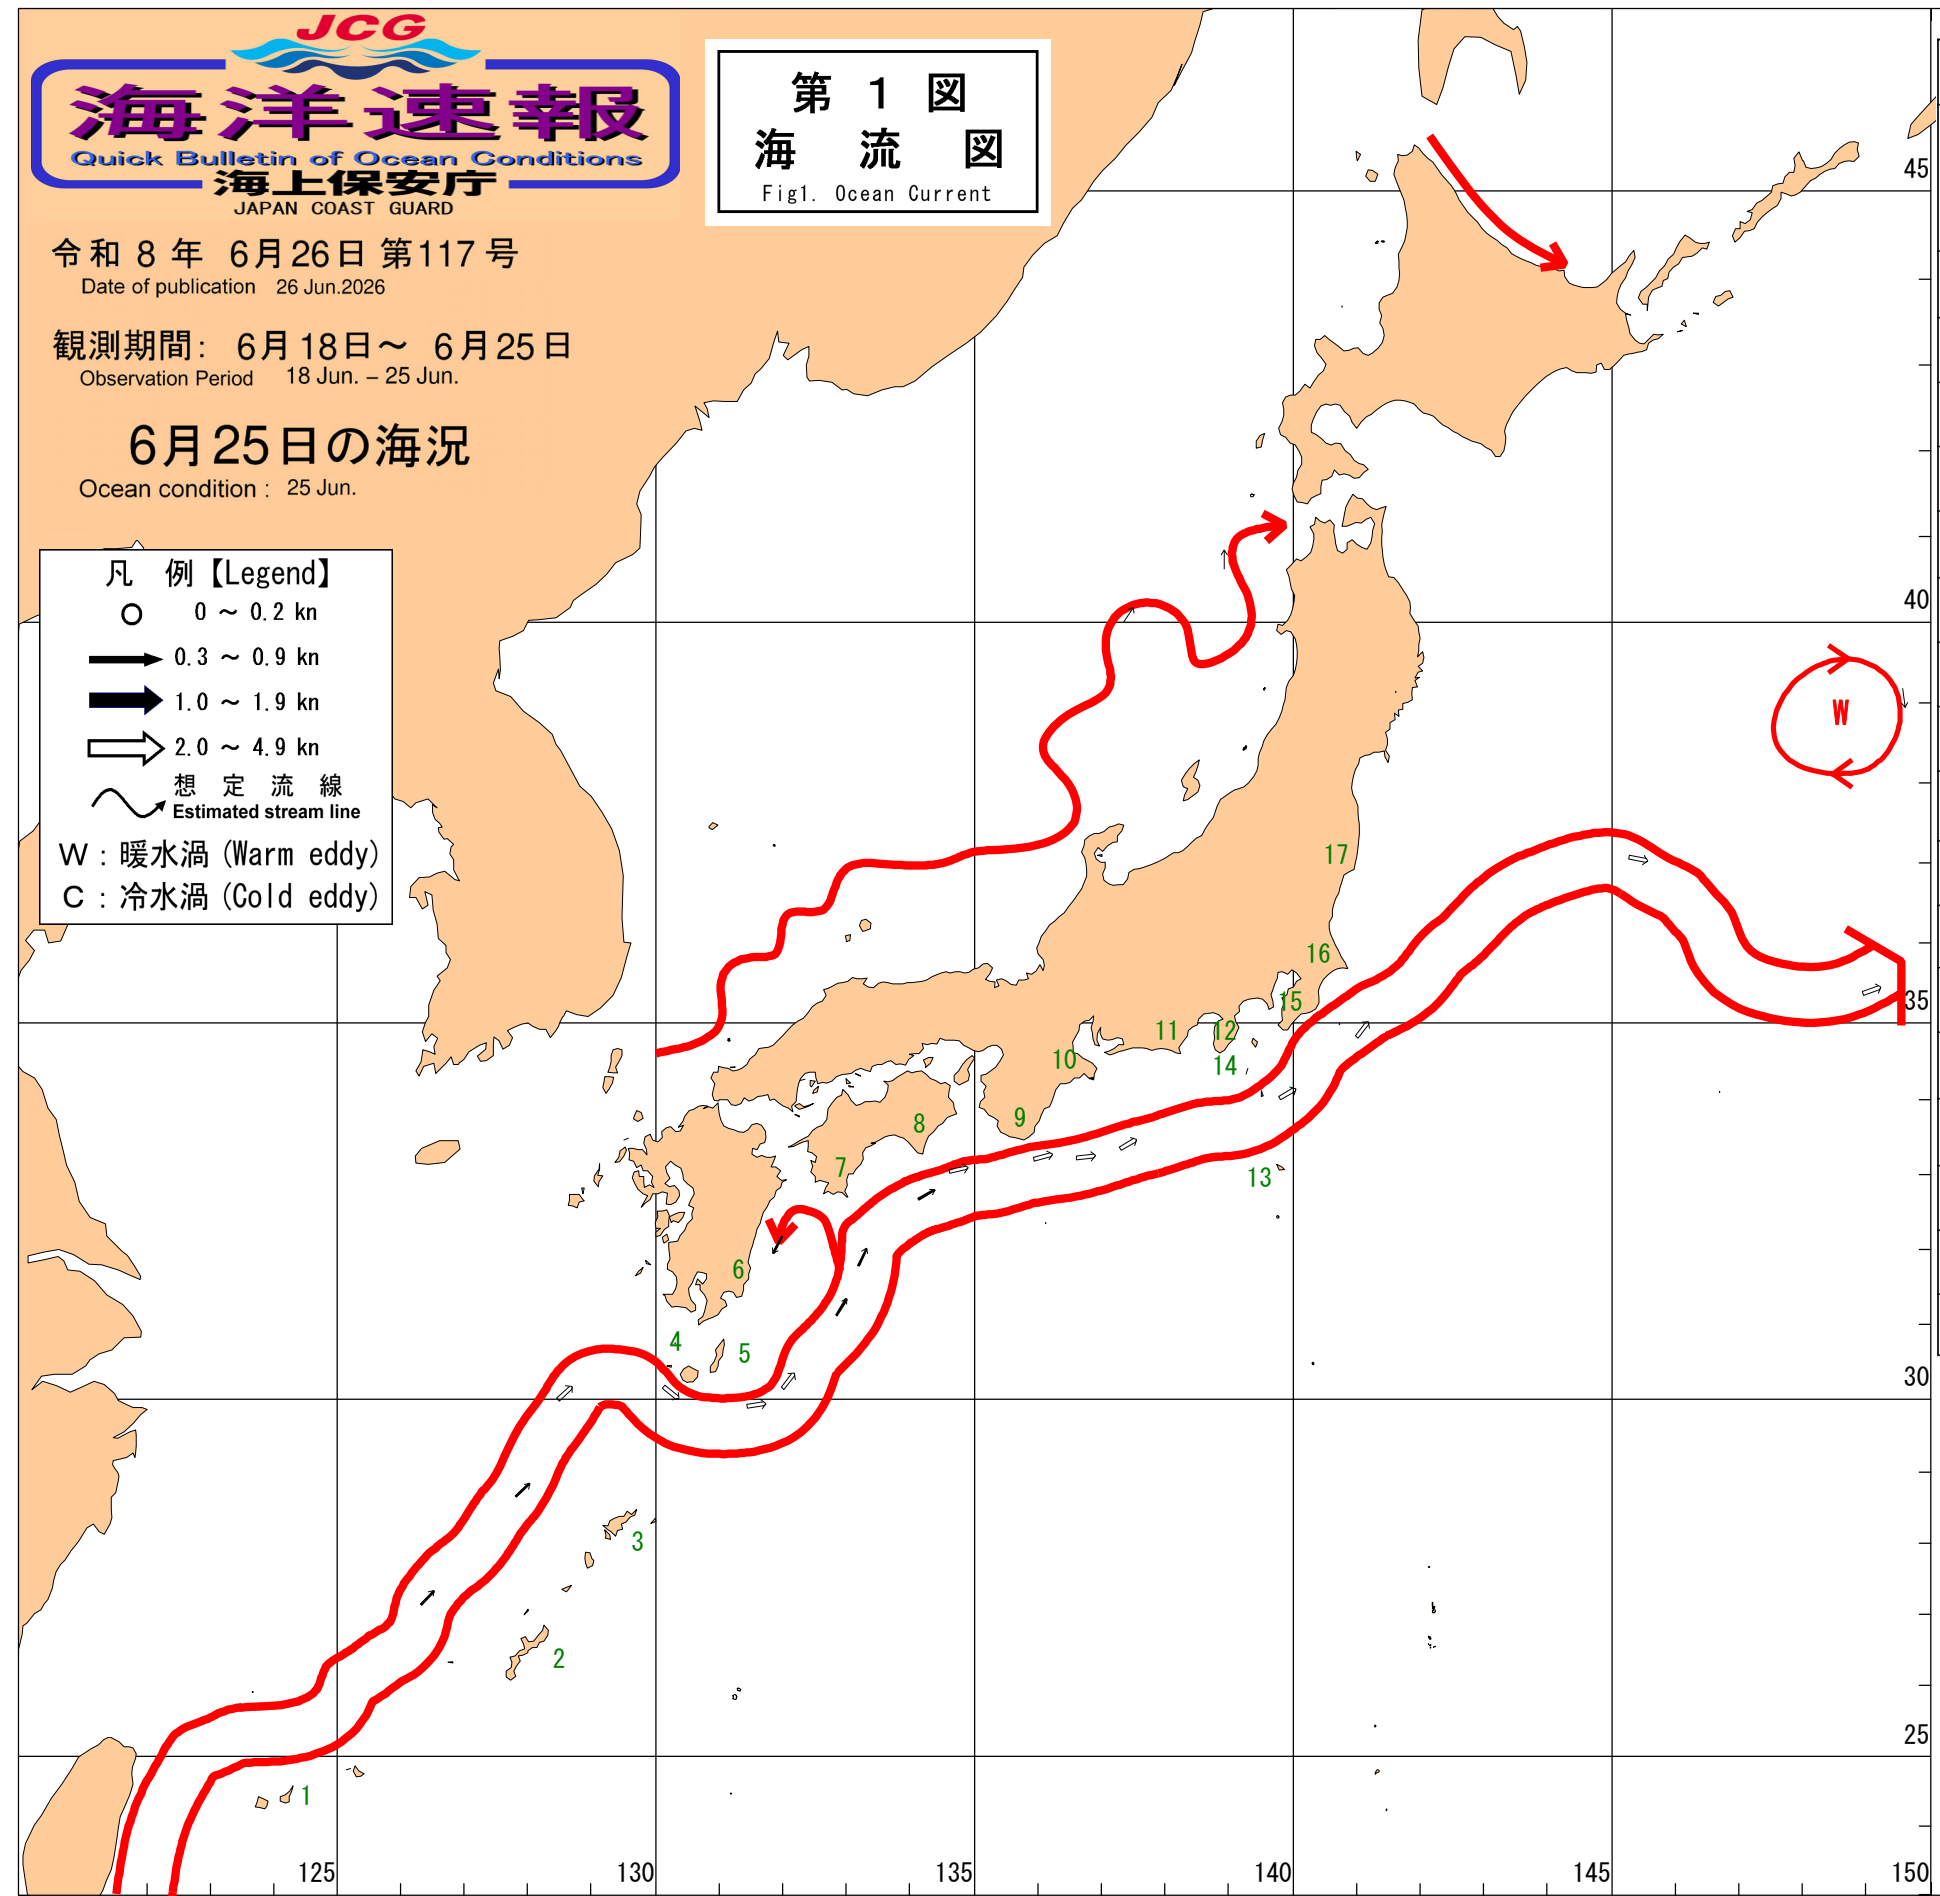 JCG
海洋速報
Quick Bulletin of Ocean Conditions
海上保安庁
JAPAN COAST GUARD
令和 8 年 6月26日 第117号
Date of publication 26 Jun.2026
観測期間: 6月18日～ 6月25日
Observation Period 18 Jun. – 25 Jun.
6月25日の海況
Ocean condition : 25 Jun.
第 1 図
海 流 図
Fig1. Ocean Current
凡 例【Legend】
0 ～ 0.2 kn
0.3 ～ 0.9 kn
1.0 ～ 1.9 kn
2.0 ～ 4.9 kn
想 定 流 線
Estimated stream line
W : 暖水渦 (Warm eddy)
C : 冷水渦 (Cold eddy)
45
40
W
17
16
35
15
11
12
10
14
9
8
7
13
6
4
5
30
3
2
25
1
125
130
135
140
145
150